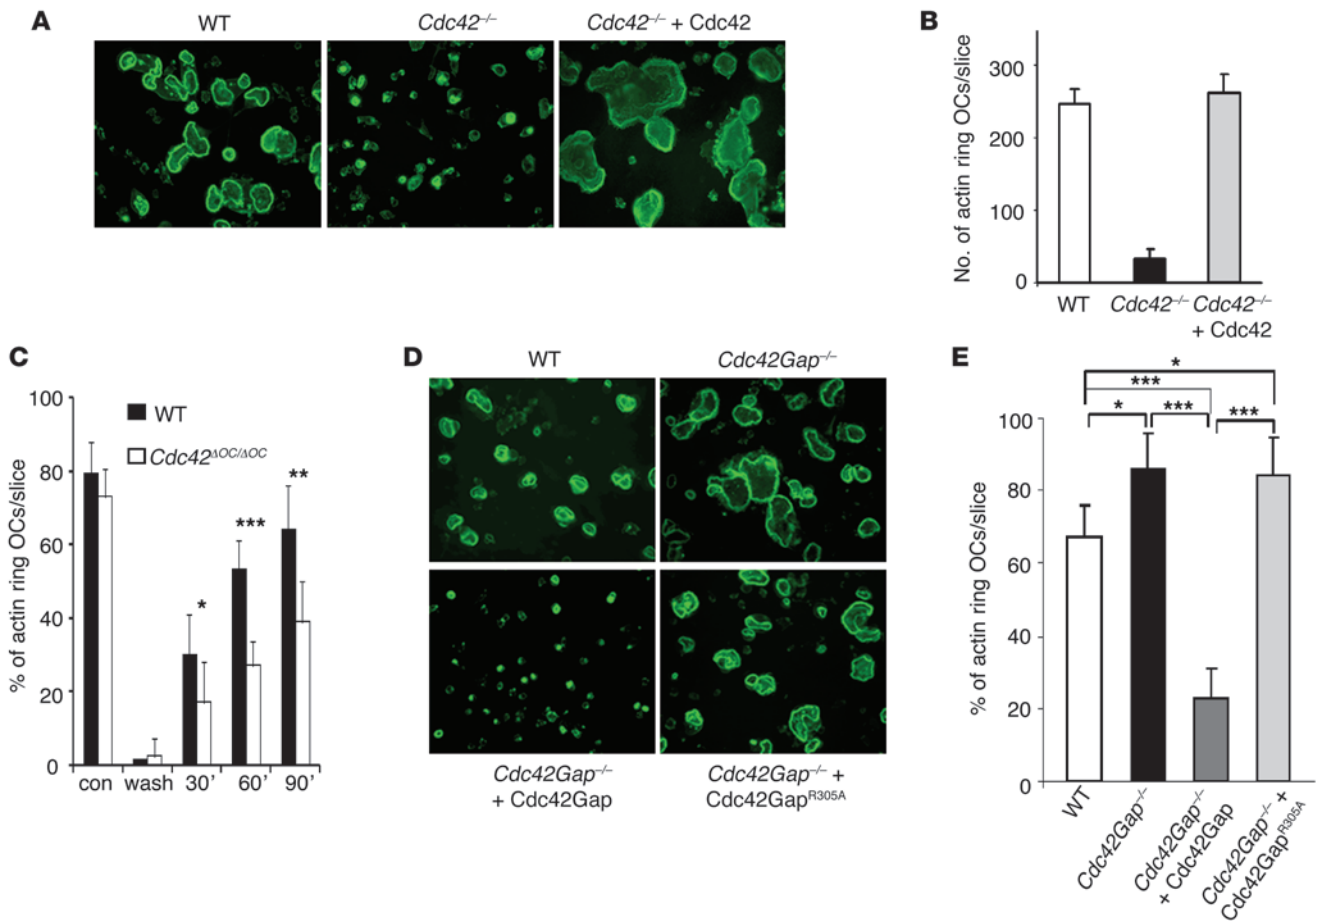 A
WT
Cdc42–/–
Cdc42–/– + Cdc42
B
No. of actin ring OCs/slice
300
200
100
0
WT
Cdc42–/–
Cdc42–/–
+ Cdc42
C
% of actin ring OCs/slice
100
80
60
40
20
0
WT
Cdc42ΔOC/ΔOC
*
***
**
con
wash
30’
60’
90’
D
WT
Cdc42Gap–/–
Cdc42Gap–/–
+ Cdc42Gap
Cdc42Gap–/– +
Cdc42GapR305A
E
% of actin ring OCs/slice
*
***
*
***
***
100
80
60
40
20
0
WT
Cdc42Gap–/–
Cdc42Gap–/–
+ Cdc42Gap
Cdc42Gap–/– +
Cdc42GapR305A